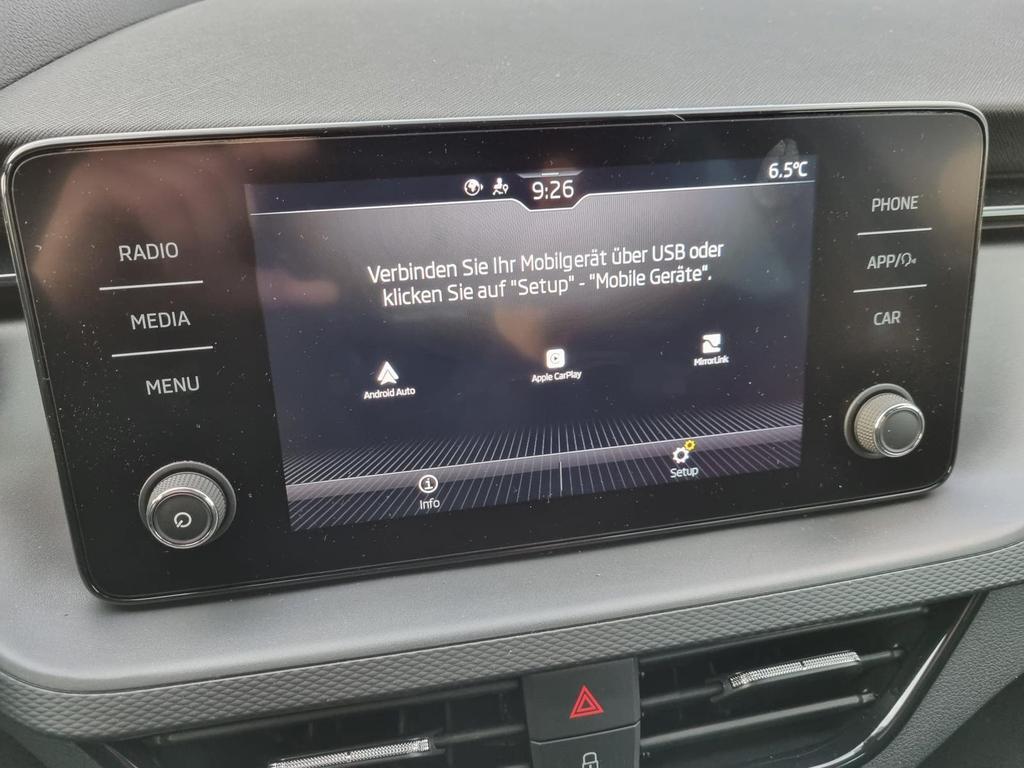 9:26
6.5°C
RADIO
MEDIA
MENU
Verbinden Sie Ihr Mobilgerät über USB oder
klicken Sie auf "Setup" - "Mobile Geräte".
Android Auto
Apple CarPlay
MirrorLink
Info
Setup
PHONE
APP/
CAR